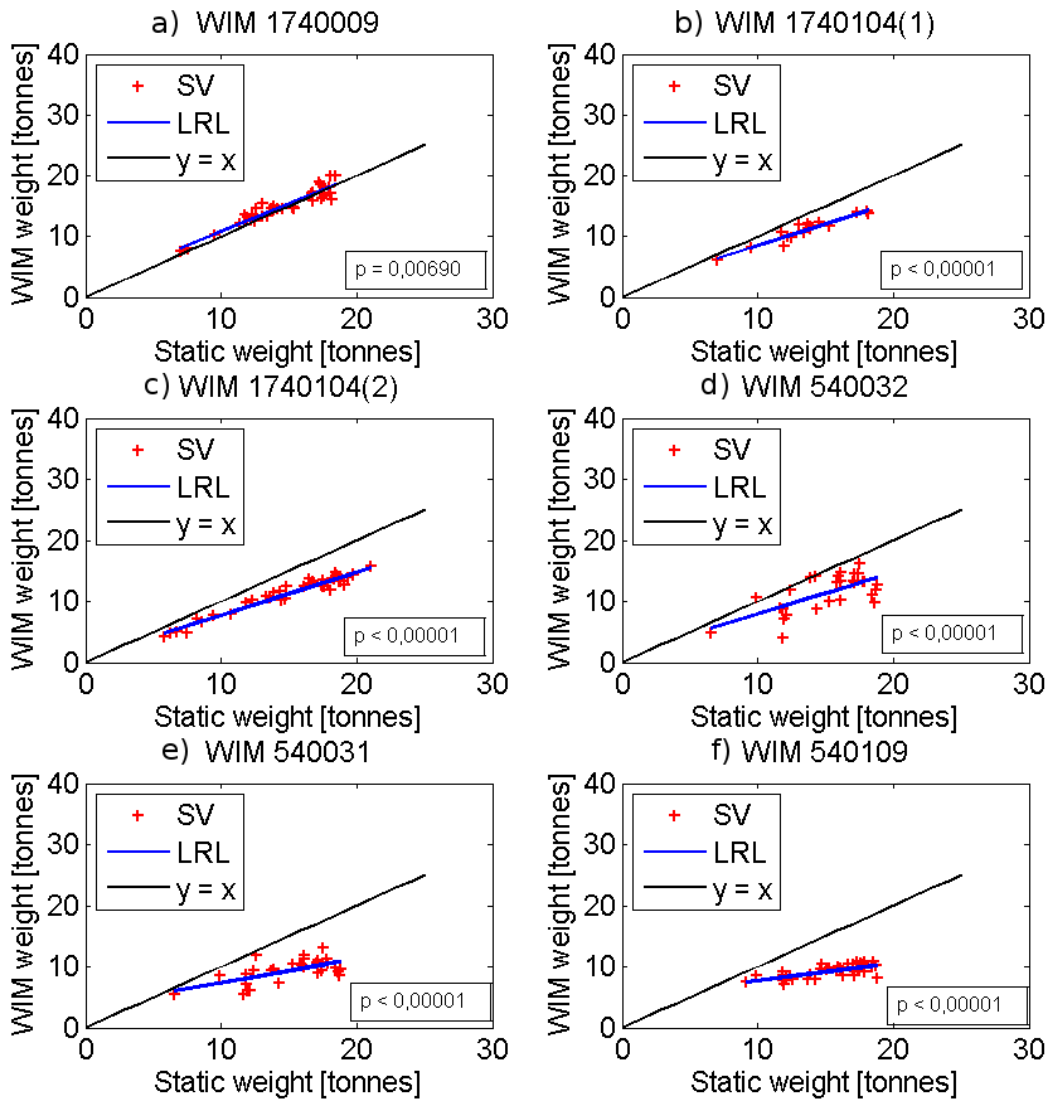 a) WIM 1740009
40
30
20
10
0
0 10 20 30
WIM weight [tonnes]
Static weight [tonnes]
SV
LRL
y = x
p = 0,00690
b) WIM 1740104(1)
40
30
20
10
0
0 10 20 30
WIM weight [tonnes]
Static weight [tonnes]
SV
LRL
y = x
p < 0,00001
c) WIM 1740104(2)
40
30
20
10
0
0 10 20 30
WIM weight [tonnes]
Static weight [tonnes]
SV
LRL
y = x
p < 0,00001
d) WIM 540032
40
30
20
10
0
0 10 20 30
WIM weight [tonnes]
Static weight [tonnes]
SV
LRL
y = x
p < 0,00001
e) WIM 540031
40
30
20
10
0
0 10 20 30
WIM weight [tonnes]
Static weight [tonnes]
SV
LRL
y = x
p < 0,00001
f) WIM 540109
40
30
20
10
0
0 10 20 30
WIM weight [tonnes]
Static weight [tonnes]
SV
LRL
y = x
p < 0,00001